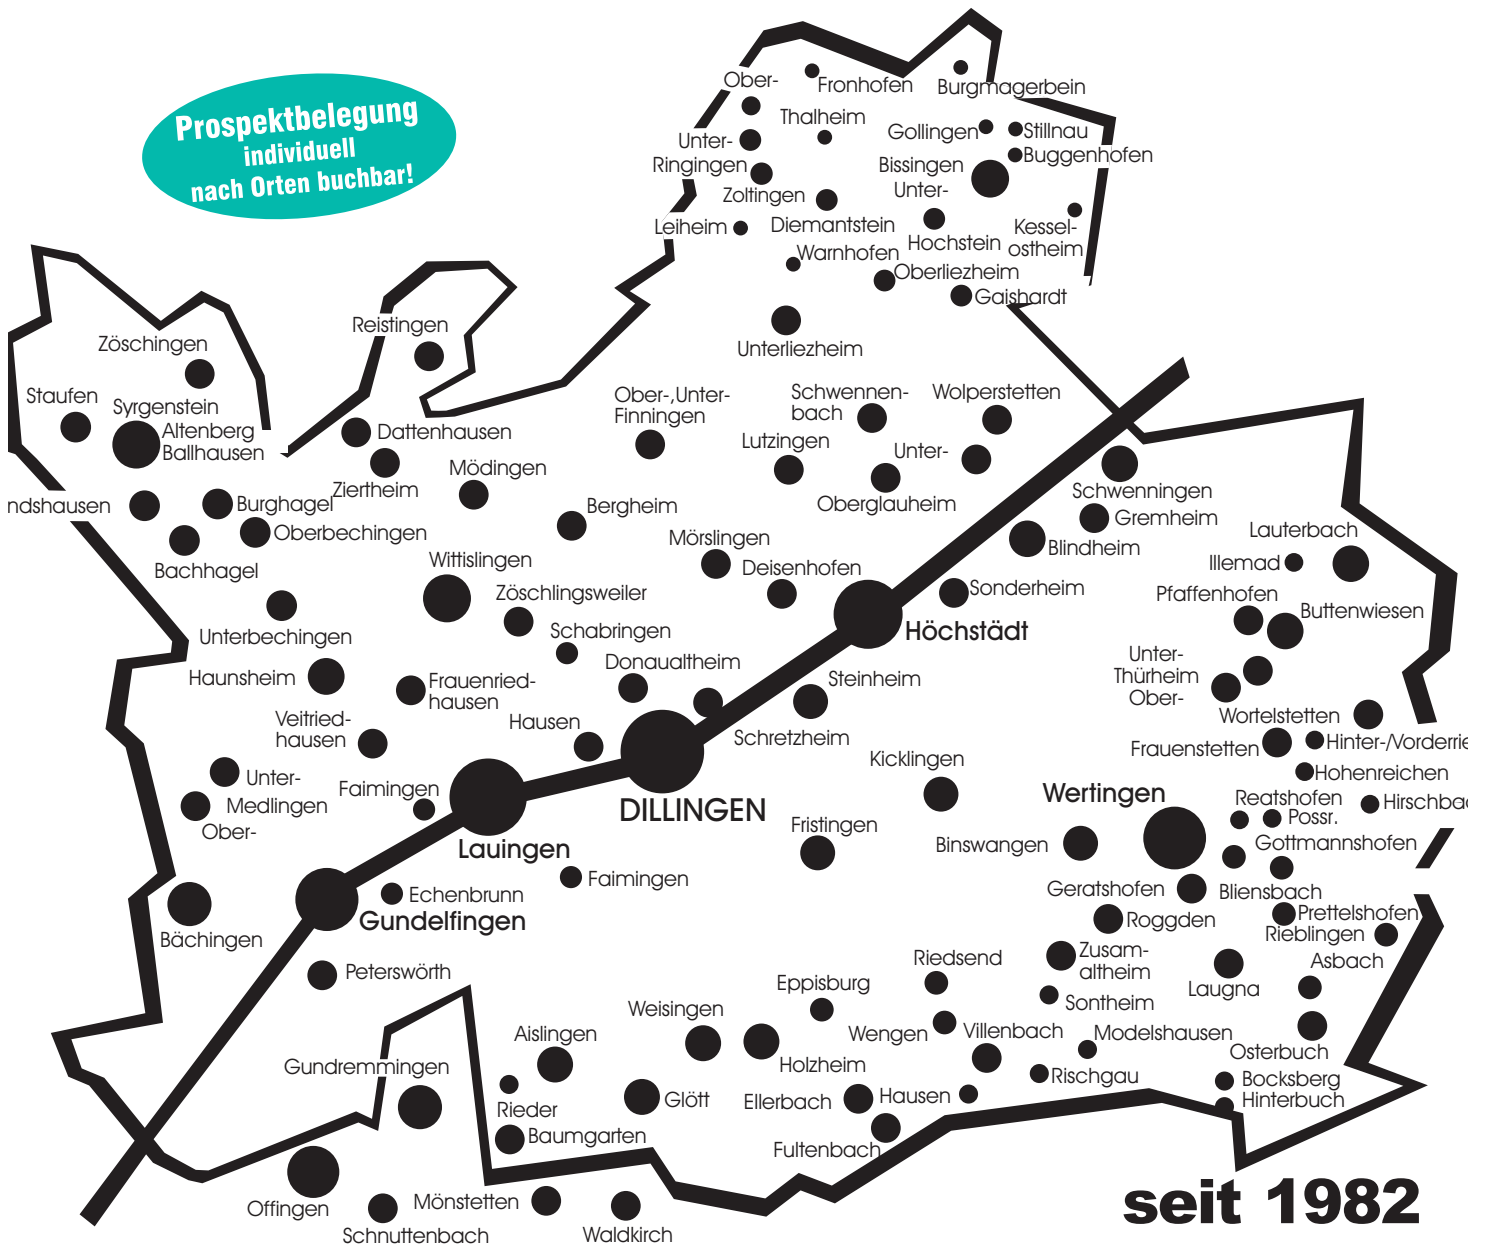 Prospektbelegung
individuell
nach Orten buchbar!
Ober-
Fronhofen
Burgmagerbein
Thalheim
Gollingen
Stillnau
Unter-
Ringingen
Buggenhofen
Bissingen
Unter-
Zoltingen
Diemantstein
Leiheim
Hochstein
Kessel-
ostheim
Warnhofen
Oberliezheim
Gaishardt
Unterliezheim
Reistingen
Zöschingen
Staufen
Syrgenstein
Altenberg
Ballhausen
Dattenhausen
Ziertheim
Ober-,Unter-
Finningen
Schwennen-
bach
Wolperstetten
Lutzingen
Unter-
Oberglauheim
Mödingen
ndshausen
Burghagel
Oberbechingen
Bachhagel
Bergheim
Schwenningen
Gremheim
Blindheim
Lauterbach
Illemad
Mörslingen
Deisenhofen
Wittislingen
Zöschlingsweiler
Sonderheim
Pfaffenhofen
Buttenwiesen
Unterbechingen
Schabringen
Höchstädt
Donaualtheim
Haunsheim
Frauenried-
hausen
Steinheim
Unter-
Thürheim
Ober-
Veitried-
hausen
Hausen
Schretzheim
Wortelstetten
Frauenstetten
Hinter-/Vorderrie
Kicklingen
Hohenreichen
Unter-
Medlingen
Ober-
Faimingen
DILLINGEN
Wertingen
Reatshofen
Possr.
Hirschbac
Lauingen
Fristingen
Binswangen
Gottmannshofen
Faimingen
Echenbrunn
Gundelfingen
Geratshofen
Bliensbach
Roggden
Prettelshofen
Rieblingen
Bächingen
Peterswörth
Riedsend
Zusam-
altheim
Asbach
Laugna
Eppisburg
Sontheim
Weisingen
Wengen
Villenbach
Modelshausen
Aislingen
Osterbuch
Gundremmingen
Holzheim
Rischgau
Bocksberg
Hinterbuch
Rieder
Glött
Ellerbach
Hausen
Baumgarten
Fultenbach
Offingen
Mönstetten
Schnuttenbach
Waldkirch
seit 1982